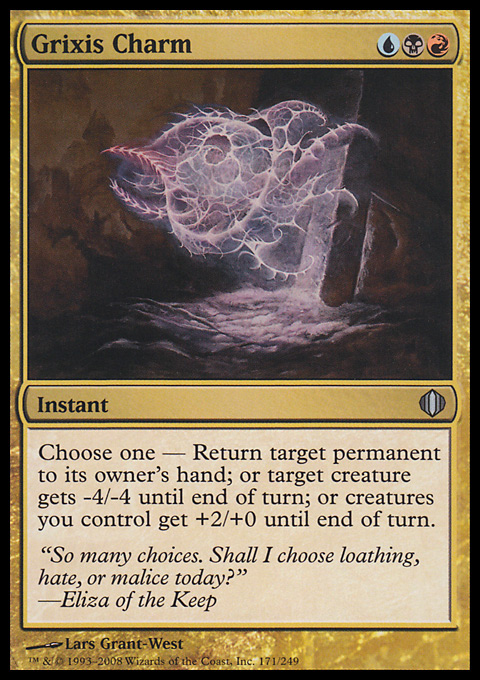 Grixis Charm
Instant
Choose one — Return target permanent
to its owner's hand; or target creature
gets -4/-4 until end of turn; or creatures
you control get +2/+0 until end of turn.
"So many choices. Shall I choose loathing,
hate, or malice today?"
—Eliza of the Keep
Lars Grant-West
™ & © 1993–2008 Wizards of the Coast, Inc. 171/249